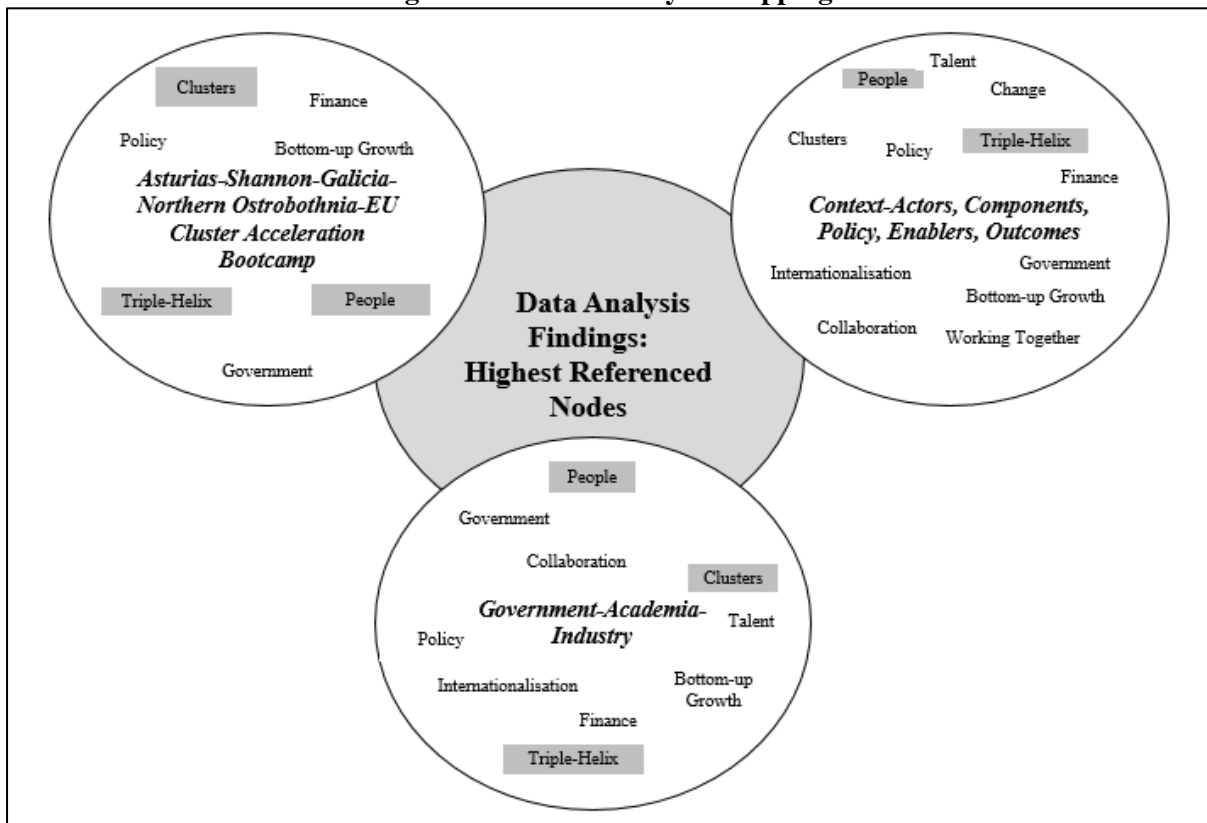 Clusters
Finance
Policy
Bottom-up Growth
Asturias-Shannon-Galicia-
Northern Ostrobothnia-EU
Cluster Acceleration
Bootcamp
Triple-Helix
People
Government
Talent
People
Change
Clusters
Policy
Triple-Helix
Finance
Context-Actors, Components,
Policy, Enablers, Outcomes
Government
Internationalisation
Bottom-up Growth
Collaboration
Working Together
Data Analysis
Findings:
Highest Referenced
Nodes
People
Government
Collaboration
Clusters
Government-Academia-
Industry
Talent
Policy
Internationalisation
Bottom-up
Growth
Finance
Triple-Helix